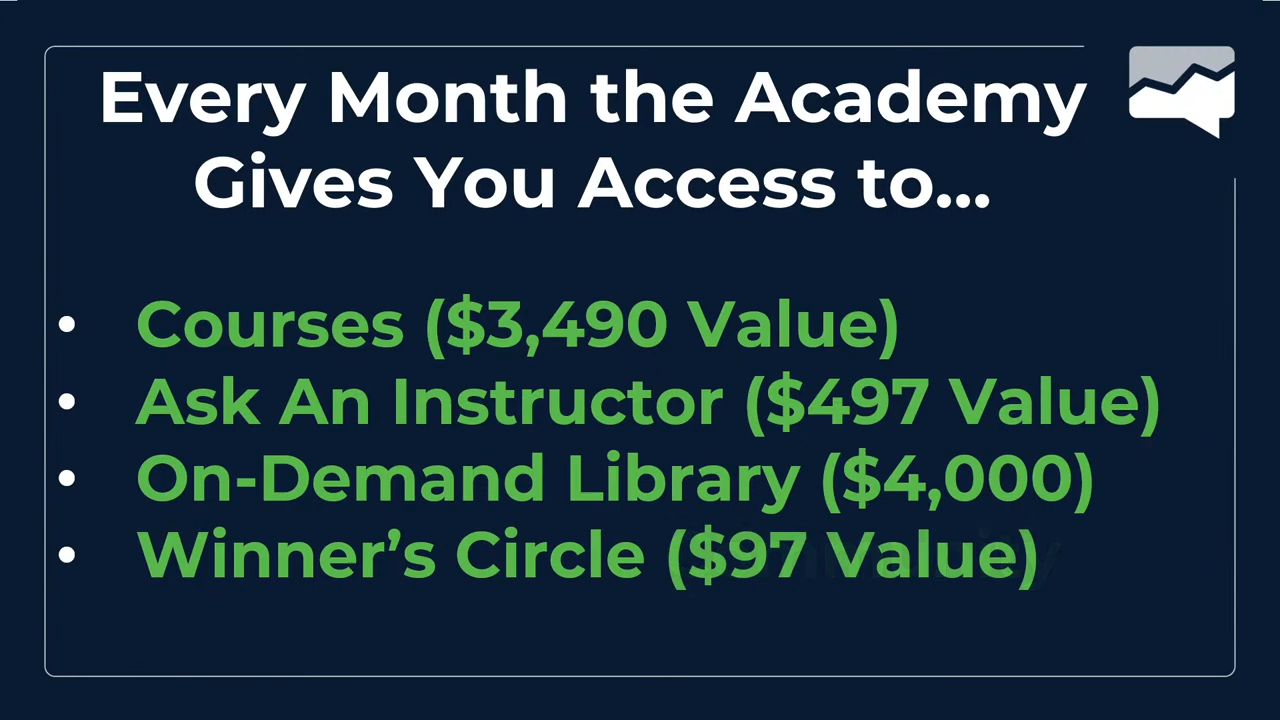 Every Month the Academy
Gives You Access to...
• Courses ($3,490 Value)
• Ask An Instructor ($497 Value)
• On-Demand Library ($4,000)
• Winner’s Circle ($97 Value)